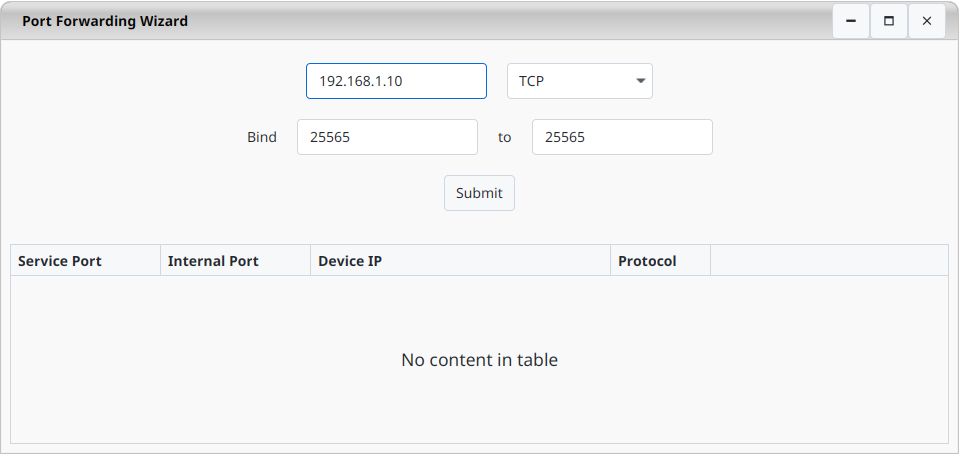 Port Forwarding Wizard
192.168.1.10 TCP
Bind 25565 to 25565
Submit
Service Port Internal Port Device IP Protocol
No content in table